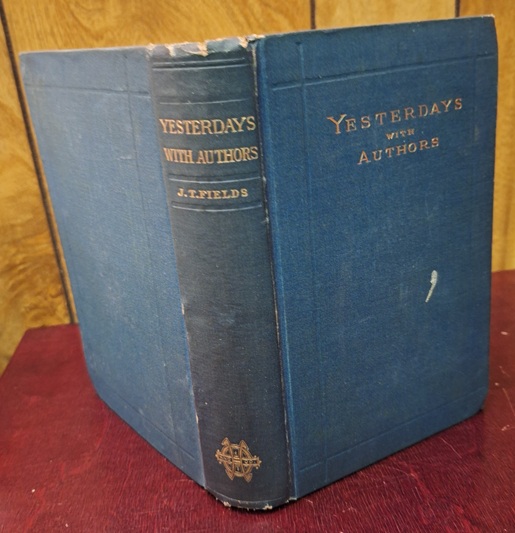 YESTERDAYS
WITH AUTHORS
J.T.FIELDS
YESTERDAYS
WITH
AUTHORS